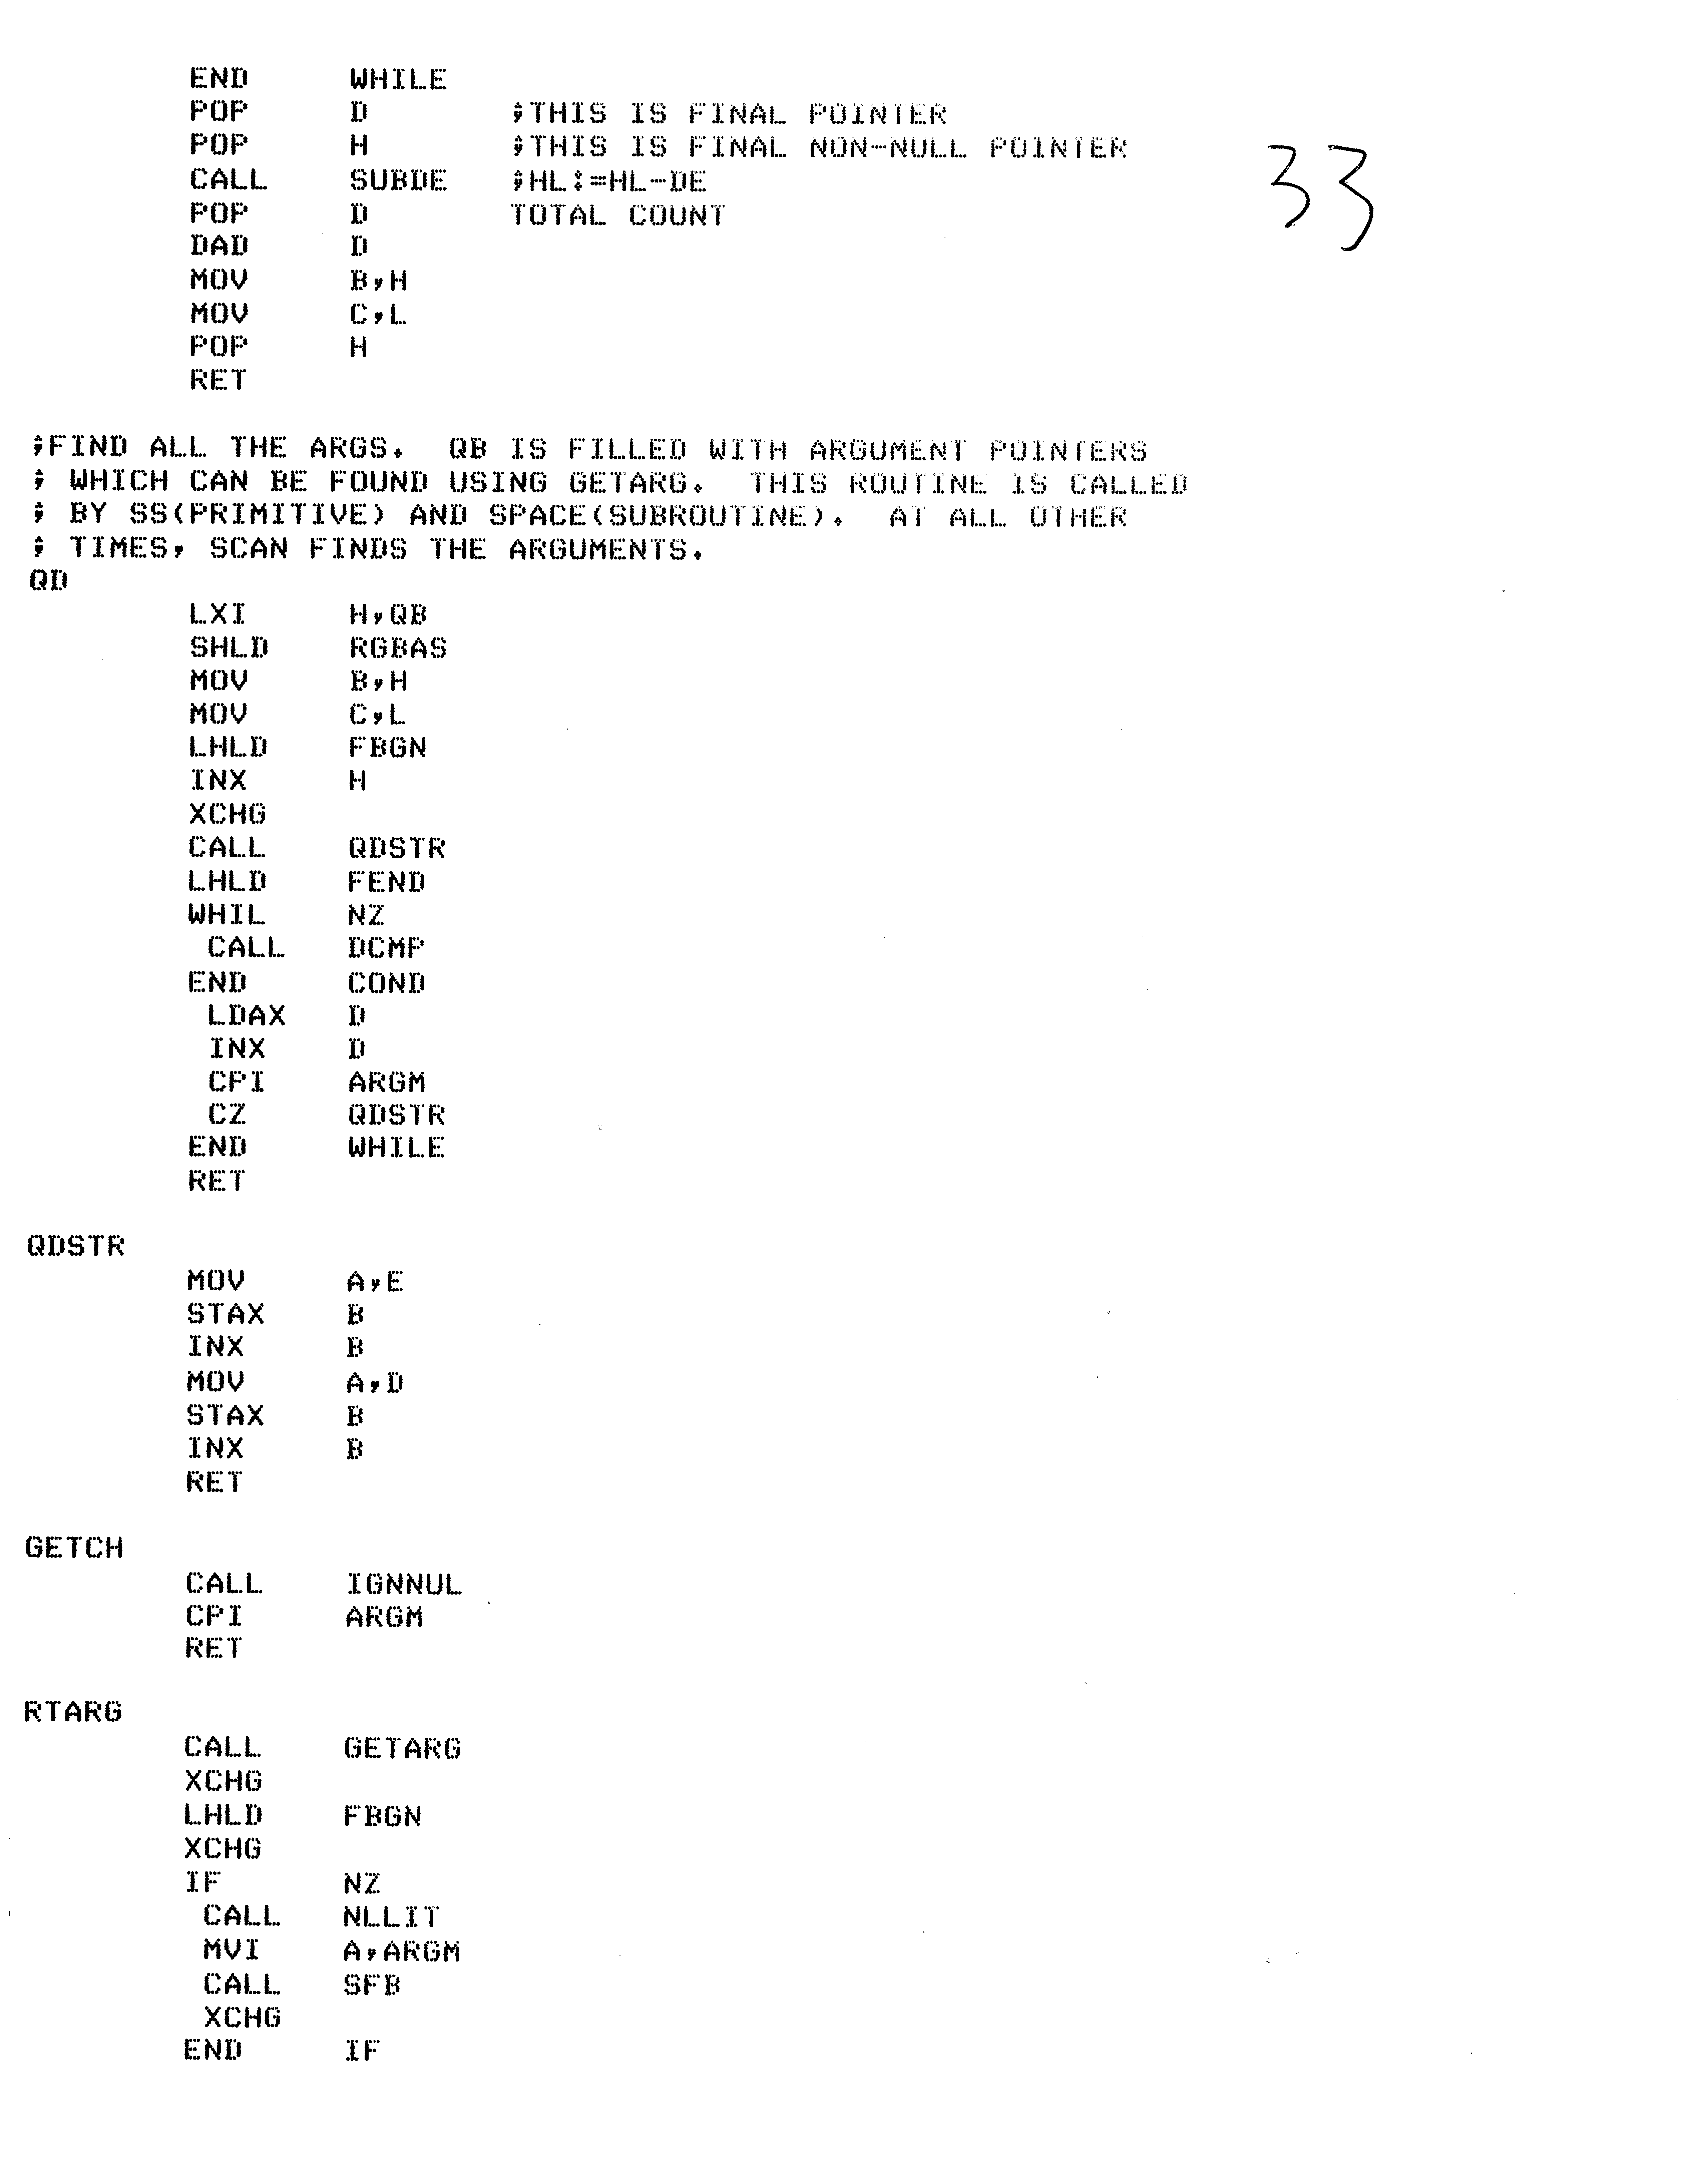 END     WHILE
POP     D       ;THIS IS FINAL POINTER
POP     H       ;THIS IS FINAL NON-NULL POINTER
33
CALL    SUBDE   ;HL:=HL-DE
POP     D       TOTAL COUNT
DAD     D
MOV     B,H
MOV     C,L
POP     H
RET
;FIND ALL THE ARGS.  QB IS FILLED WITH ARGUMENT POINTERS
; WHICH CAN BE FOUND USING GETARG.  THIS ROUTINE IS CALLED
; BY SS(PRIMITIVE) AND SPACE(SUBROUTINE).  AT ALL OTHER
; TIMES, SCAN FINDS THE ARGUMENTS.
QD
LXI     H,QB
SHLD    RGBAS
MOV     B,H
MOV     C,L
LHLD    FBGN
INX     H
XCHG
CALL    QDSTR
LHLD    FEND
WHIL    NZ
CALL    DCMP
END     COND
LDAX    D
INX     D
CPI     ARGM
CZ      QDSTR
END     WHILE
RET
QDSTR
MOV     A,E
STAX    B
INX     B
MOV     A,D
STAX    B
INX     B
RET
GETCH
CALL    IGNNUL
CPI     ARGM
RET
RTARG
CALL    GETARG
XCHG
LHLD    FBGN
XCHG
IF      NZ
CALL    NLLIT
MVI     A,ARGM
CALL    SFB
XCHG
END     IF